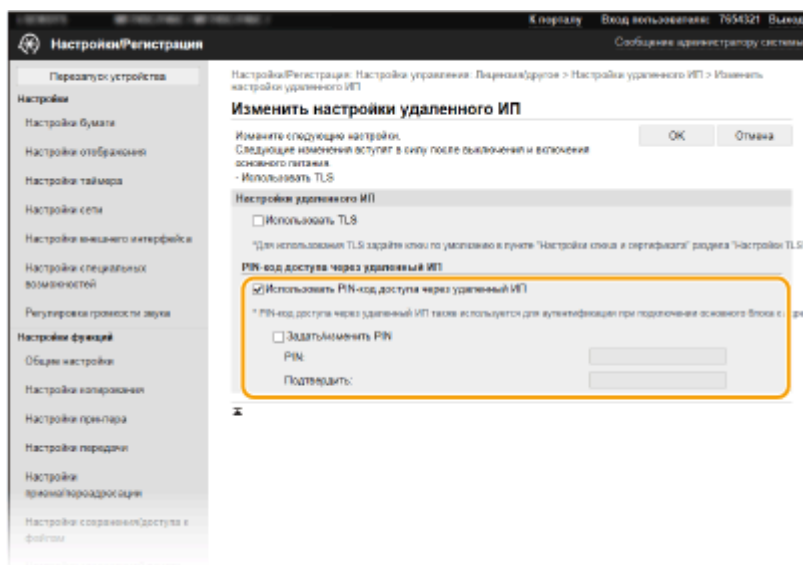 К порталу Вход пользователя: 7654321 Выход
Настройки/Регистрация
Сообщение администратору системы
Перезапуск устройства
Настройки
Настройки бумаги
Настройки отображения
Настройки таймера
Настройки сети
Настройки внешнего интерфейса
Настройки специальных
возможностей
Регулировка громкости звука
Настройки функций
Общие настройки
Настройки копирования
Настройки принтера
Настройки передачи
Настройки
приема/переадресации
Настройки сохранения/доступа к
файлам
Настройки/Регистрация: Настройки управления: Лицензия/другое > Настройки удаленного ИП > Изменить
настройки удаленного ИП
Изменить настройки удаленного ИП
Измените следующие настройки.
Следующие изменения вступят в силу после выключения и включения
основного питания.
- Использовать TLS
OK Отмена
Настройки удаленного ИП
Использовать TLS
*Для использования TLS задайте ключ по умолчанию в пункте "Настройки ключа и сертификата" раздела "Настройки TLS
PIN-код доступа через удаленный ИП
Использовать PIN-код доступа через удаленный ИП
* PIN-код доступа через удаленный ИП также используется для аутентификации при подключении основного блока с
Задать/изменить PIN
PIN:
Подтвердить: